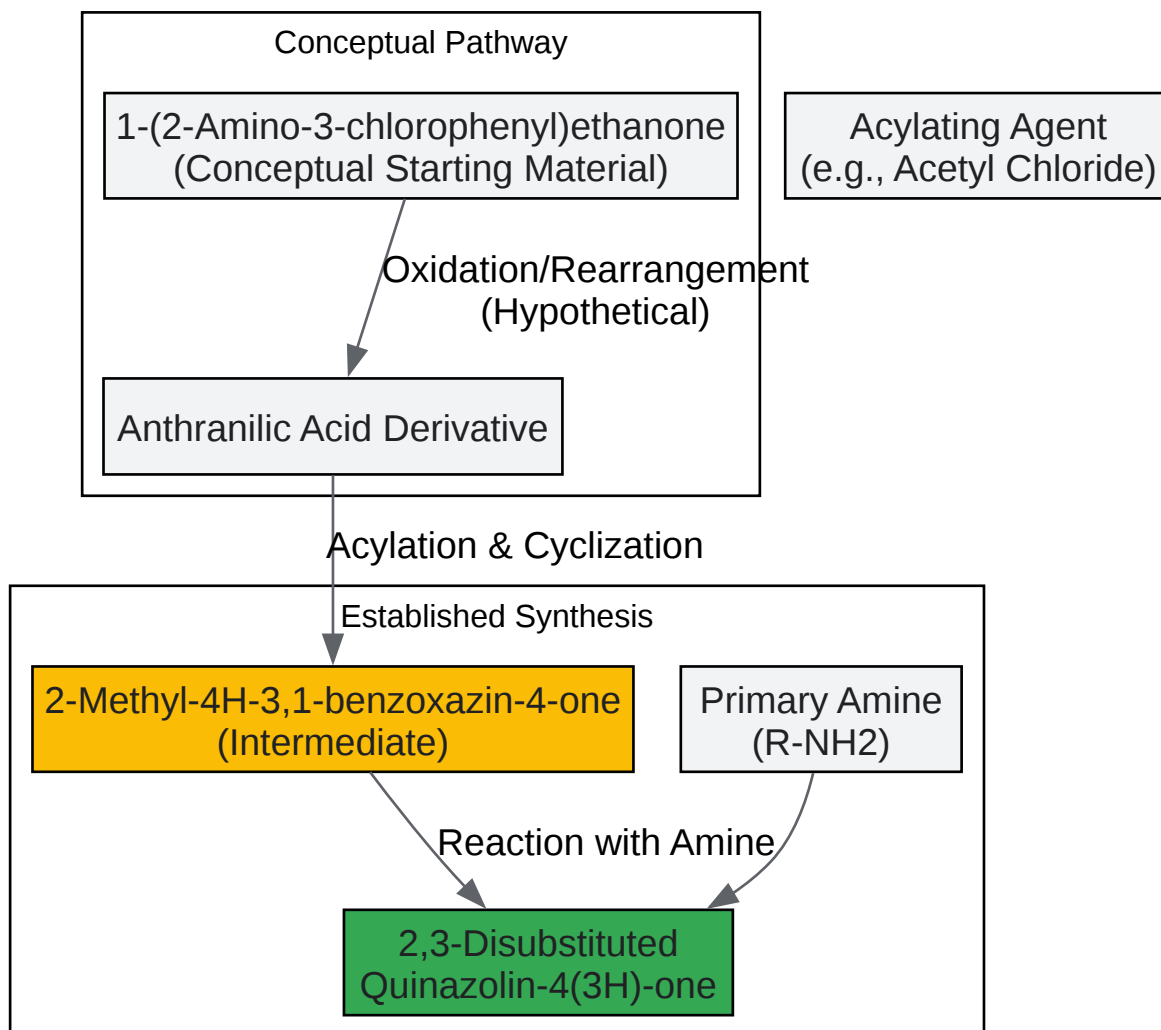 Conceptual Pathway
1-(2-Amino-3-chlorophenyl)ethanone
(Conceptual Starting Material)
Acylating Agent
(e.g., Acetyl Chloride)
Oxidation/Rearrangement
(Hypothetical)
Anthranilic Acid Derivative
Acylation & Cyclization
Established Synthesis
2-Methyl-4H-3,1-benzoxazin-4-one
(Intermediate)
Primary Amine
(R-NH2)
Reaction with Amine
2,3-Disubstituted
Quinazolin-4(3H)-one